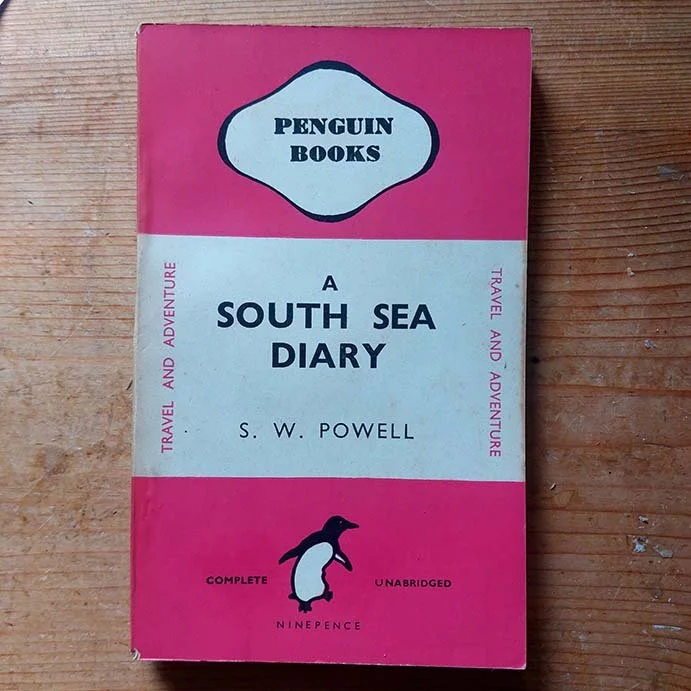 PENGUIN
BOOKS
TRAVEL AND ADVENTURE
A
SOUTH SEA
DIARY
S. W. POWELL
TRAVEL AND ADVENTURE
COMPLETE UNABRIDGED
NINEPENCE